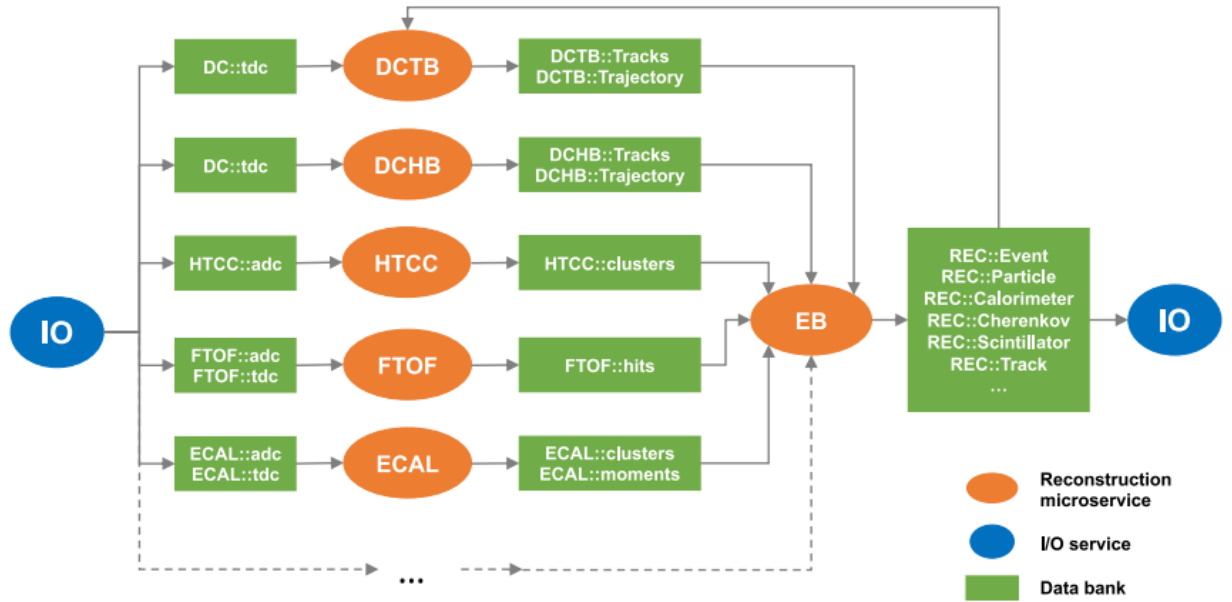 DC::tdc
DCTB
DCTB::Tracks
DCTB::Trajectory
DC::tdc
DCHB
DCHB::Tracks
DCHB::Trajectory
HTCC::adc
HTCC
HTCC::clusters
IO
FTOF::adc
FTOF::tdc
FTOF
FTOF::hits
ECAL::adc
ECAL::tdc
ECAL
ECAL::clusters
ECAL::moments
...
EB
REC::Event
REC::Particle
REC::Calorimeter
REC::Cherenkov
REC::Scintillator
REC::Track
...
IO
Reconstruction
microservice
I/O service
Data bank